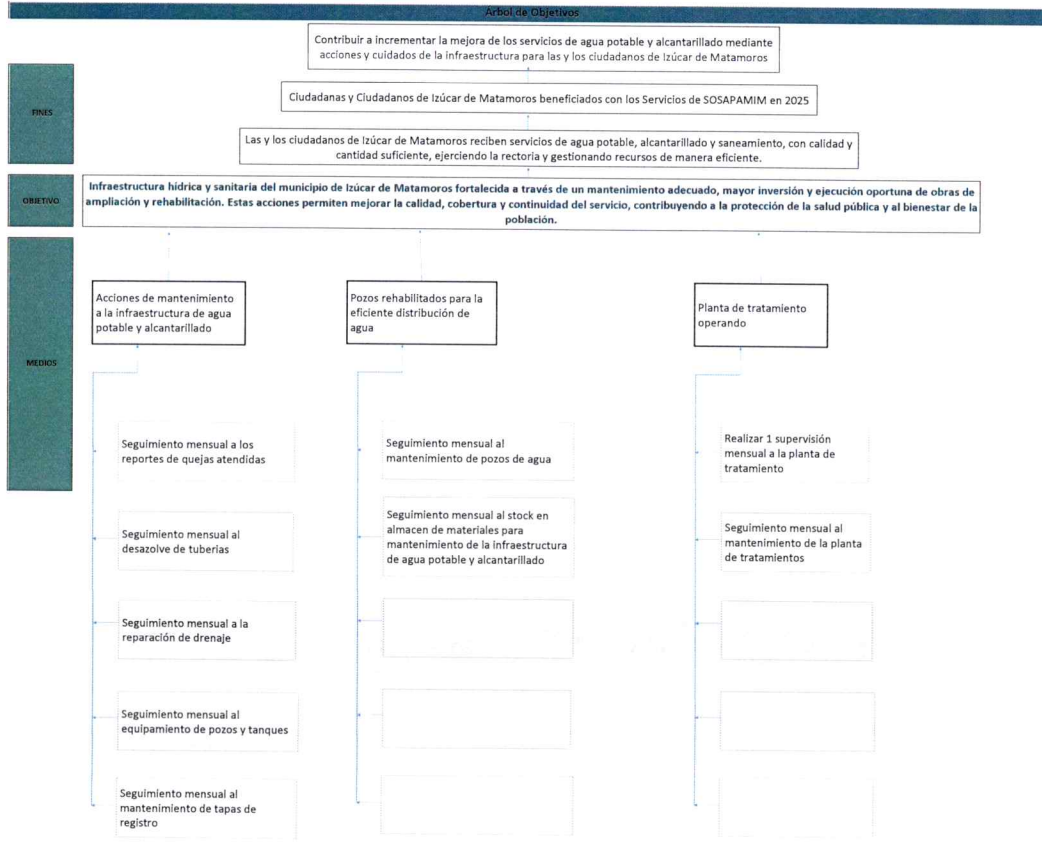 Arbol de Objetivos
Contribuir a incrementar la mejora de los servicios de agua potable y alcantarillado mediante
acciones y cuidados de la infraestructura para las y los ciudadanos de Izúcar de Matamoros
FINES
Ciudadanas y Ciudadanos de Izúcar de Matamoros beneficiados con los Servicios de SOSAPAMIM en 2025
Las y los ciudadanos de Izúcar de Matamoros reciben servicios de agua potable, alcantarillado y saneamiento, con calidad y
cantidad suficiente, ejerciendo la rectoria y gestionando recursos de manera eficiente.
OBJETIVO
Infraestructura hídrica y sanitaria del municipio de Izúcar de Matamoros fortalecida a través de un mantenimiento adecuado, mayor inversión y ejecución oportuna de obras de
ampliación y rehabilitación. Estas acciones permiten mejorar la calidad, cobertura y continuidad del servicio, contribuyendo a la protección de la salud pública y al bienestar de la
población.
MEDIOS
Acciones de mantenimiento
a la infraestructura de agua
potable y alcantarillado
Seguimiento mensual a los
reportes de quejas atendidas
Seguimiento mensual al
desazolve de tuberias
Seguimiento mensual a la
reparación de drenaje
Seguimiento mensual al
equipamiento de pozos y tanques
Seguimiento mensual al
mantenimiento de tapas de
registro
Pozos rehabilitados para la
eficiente distribución de
agua
Seguimiento mensual al
mantenimiento de pozos de agua
Seguimiento mensual al stock en
almacen de materiales para
mantenimiento de la infraestructura
de agua potable y alcantarillado
Planta de tratamiento
operando
Realizar 1 supervisión
mensual a la planta de
tratamiento
Seguimiento mensual al
mantenimiento de la planta
de tratamientos